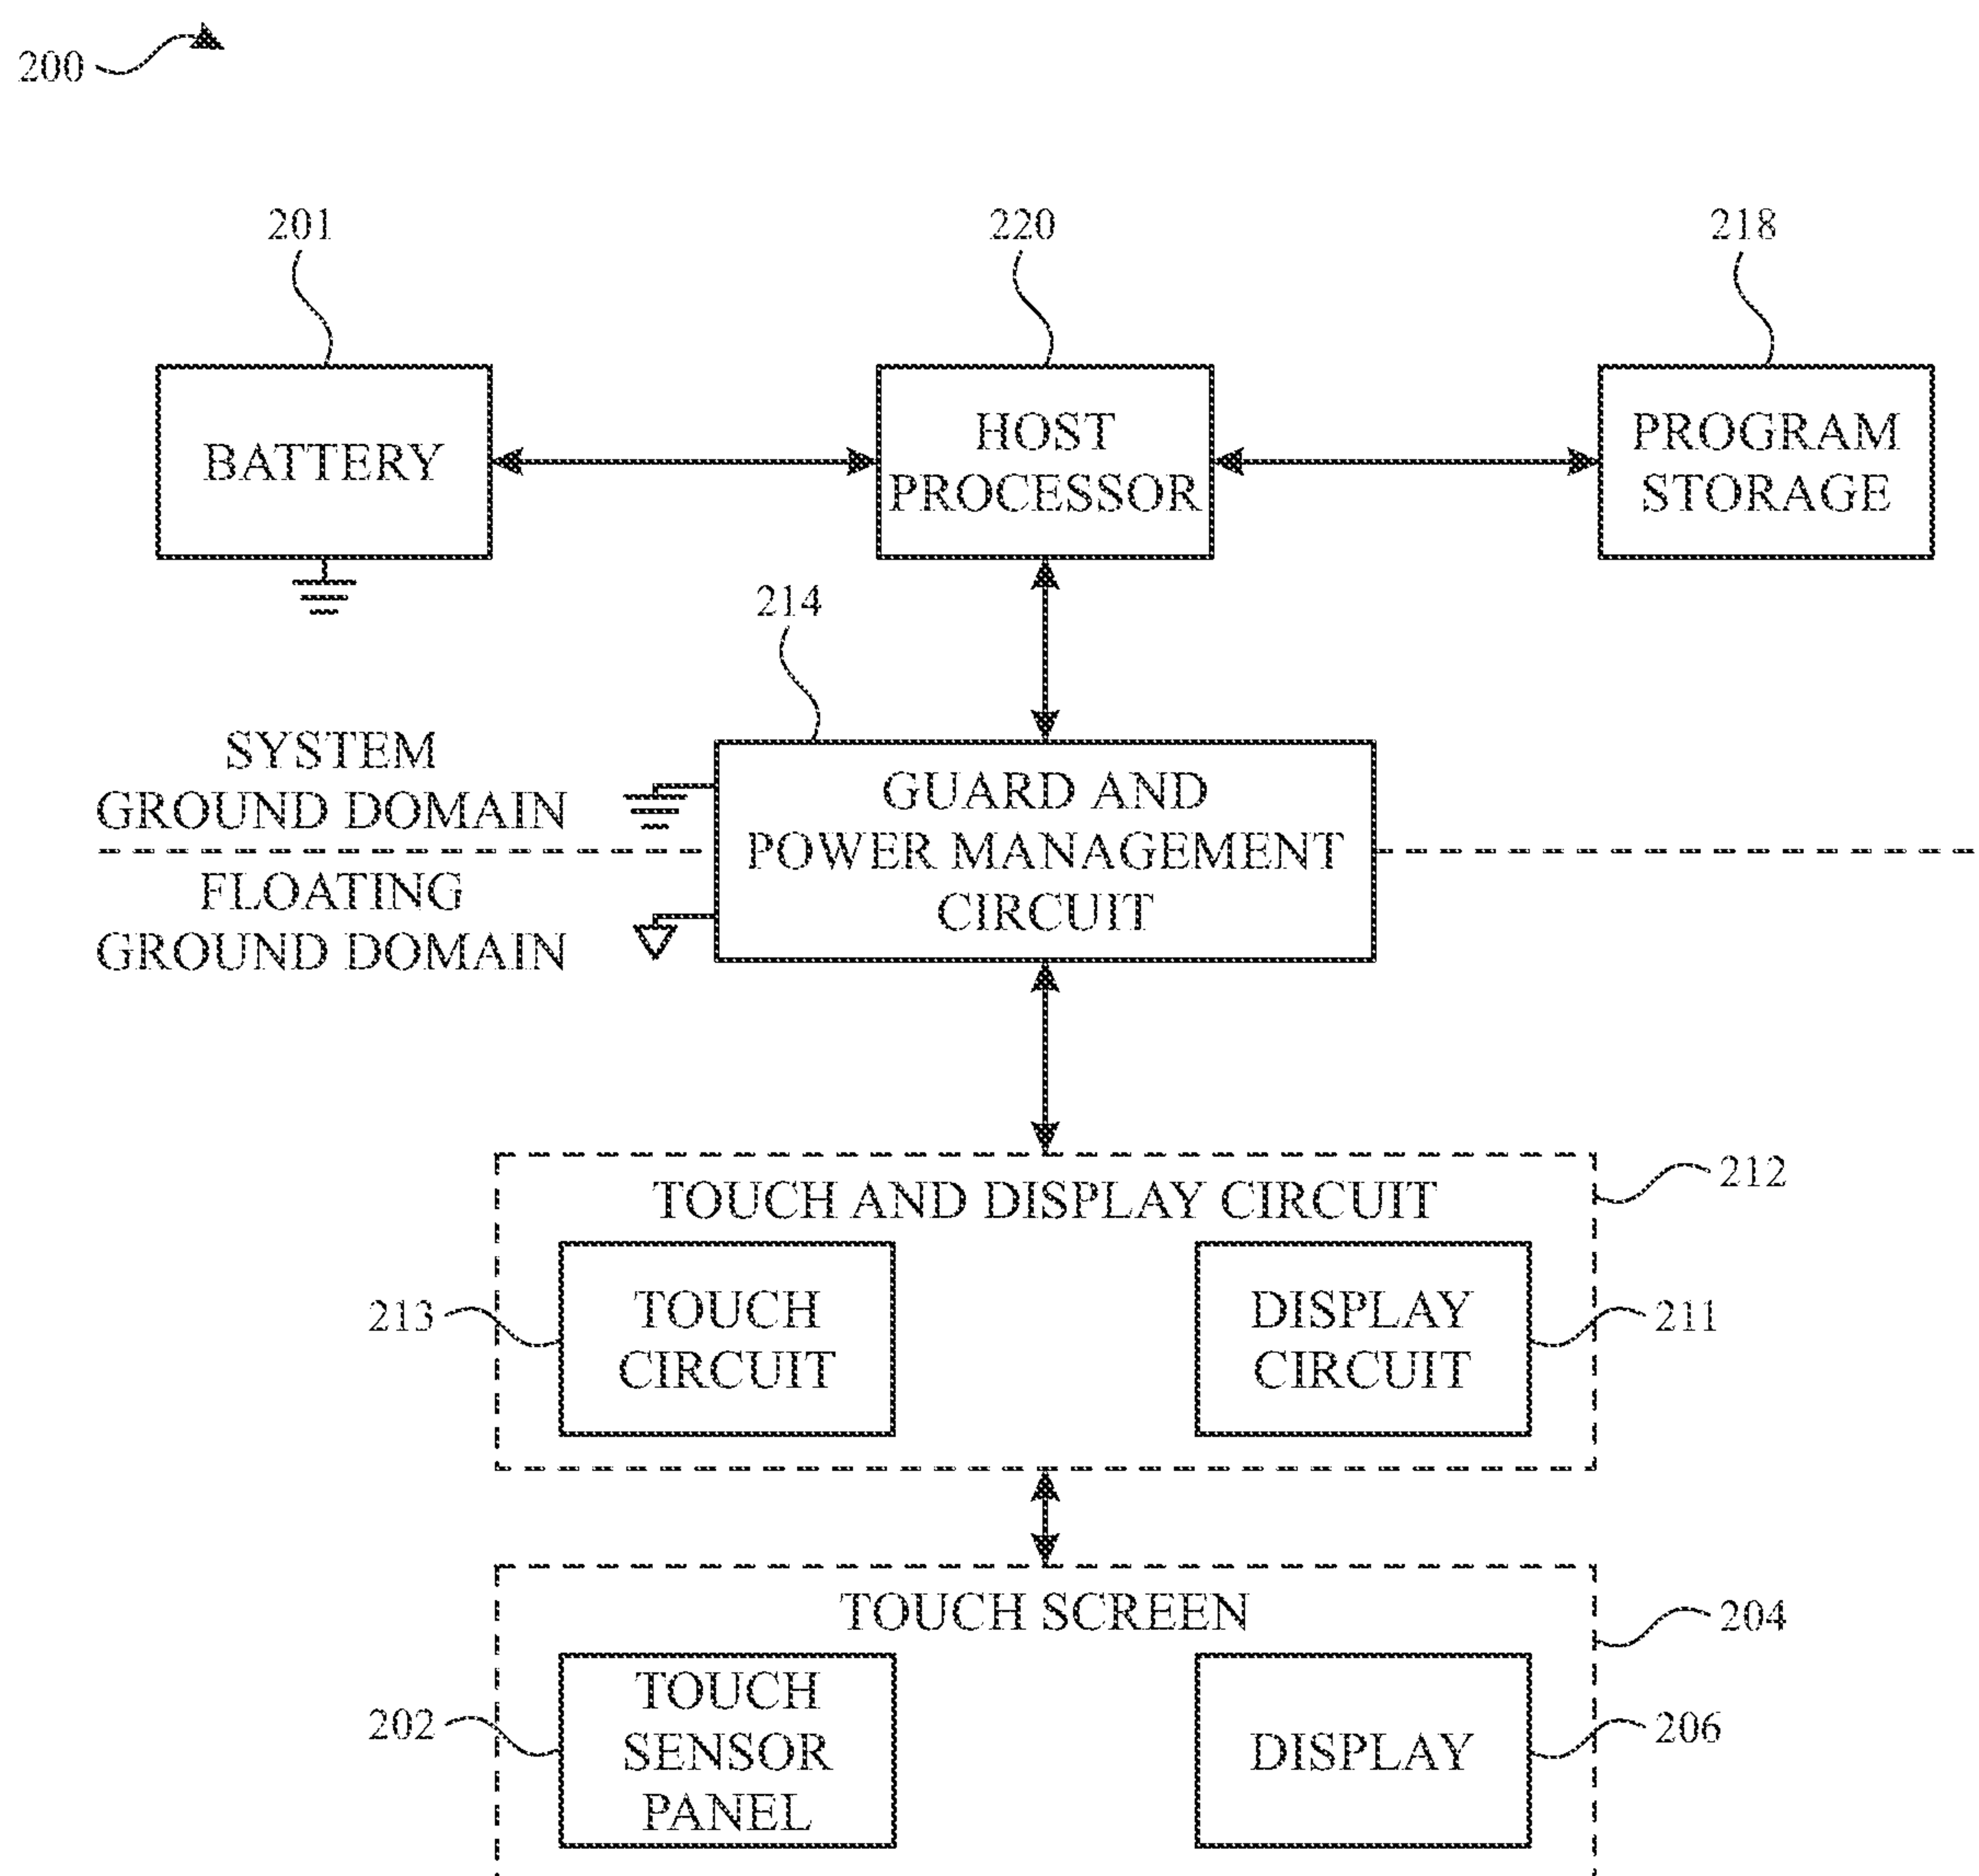 200
201
220
218
BATTERY
HOST
PROCESSOR
PROGRAM
STORAGE
214
SYSTEM
GROUND DOMAIN
FLOATING
GROUND DOMAIN
GUARD AND
POWER MANAGEMENT
CIRCUIT
212
TOUCH AND DISPLAY CIRCUIT
213
TOUCH
CIRCUIT
DISPLAY
CIRCUIT
211
TOUCH SCREEN
204
202
TOUCH
SENSOR
PANEL
DISPLAY
206